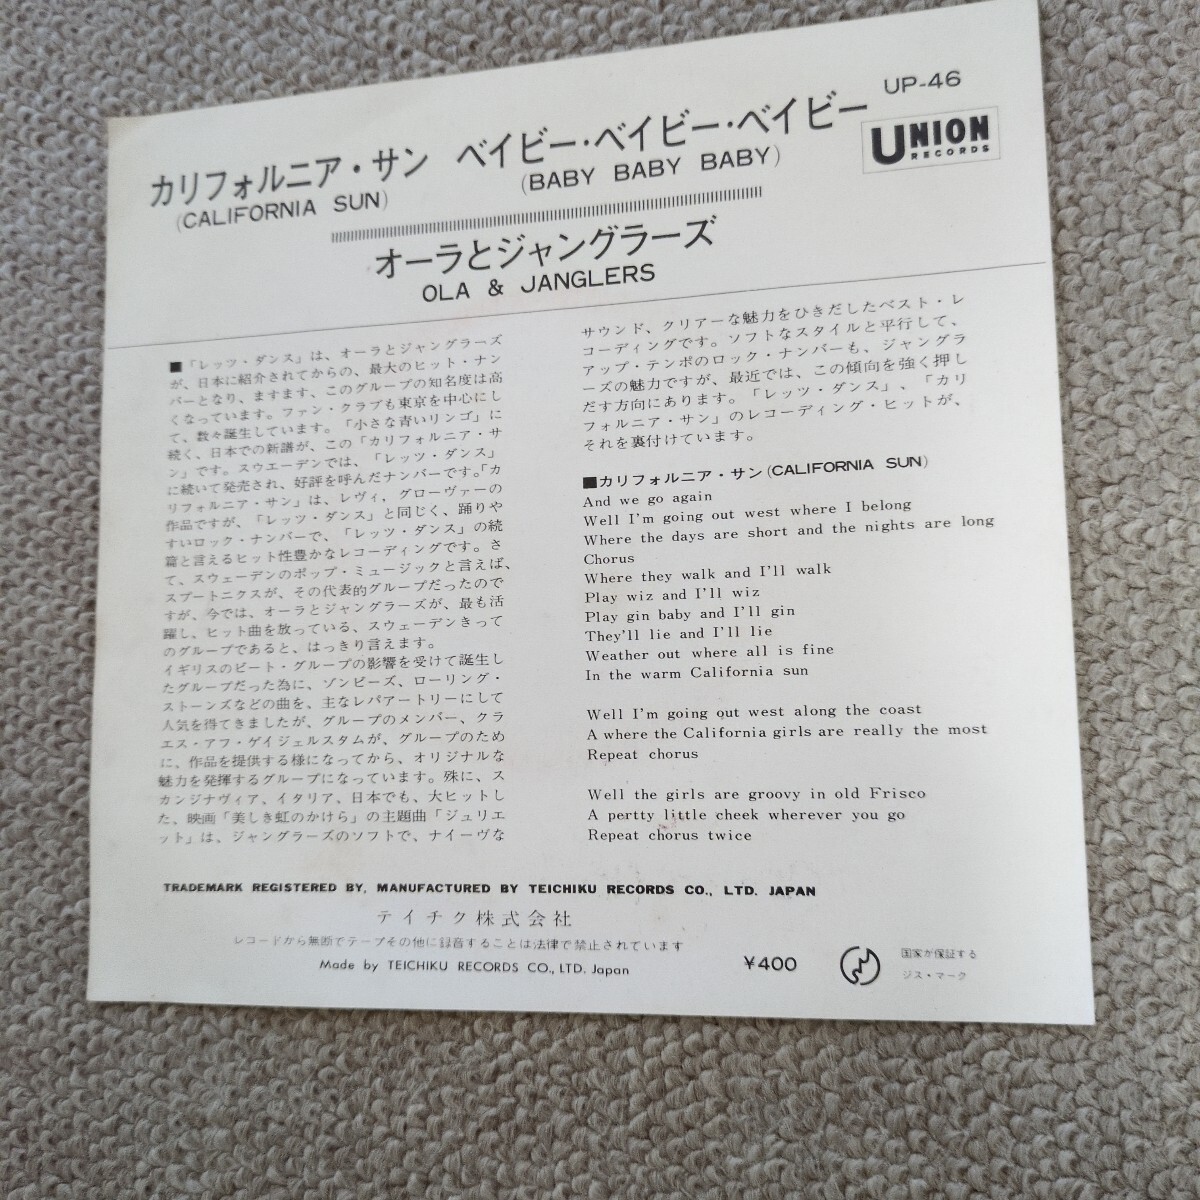 UP-46
UNION
RECORDS
カリフォルニア・サン ベイビー・ベイビー・ベイビー
(CALIFORNIA SUN) (BABY BABY BABY)
オーラとジャングラーズ
OLA & JANGLERS
■「レッツ・ダンス」は、オーラとジャングラーズ
が、日本に紹介されてからの、最大のヒット・ナン
バーとなり、ますます、このグループの知名度は高
くなっています。ファン・クラブも東京を中心にし
て、数々誕生しています。「小さな青いリンゴ」に
続く、日本での新譜が、この「カリフォルニア・サ
ン」です。スウエーデンでは、「レッツ・ダンス」
に続いて発売され、好評を呼んだナンバーです。「カ
リフォルニア・サン」は、レヴィ，グローヴァーの
作品ですが、「レッツ・ダンス」と同じく、踊りや
すいロック・ナンバーで、「レッツ・ダンス」の続
篇と言えるヒット性豊かなレコーディングです。さ
て、スウェーデンのポップ・ミュージックと言えば、
スプートニクスが、その代表的グループだったので
すが、今では、オーラとジャングラーズが、最も活
躍し、ヒット曲を放っている、スウェーデンきって
のグループであると、はっきり言えます。
イギリスのビート・グループの影響を受けて誕生し
たグループだった為に、ゾンビーズ、ローリング・
ストーンズなどの曲を、主なレパアートリーにして
人気を得てきましたが、グループのメンバー、クラ
エス・アフ・ゲイジェルスタムが、グループのため
に、作品を提供する様になってから、オリジナルな
魅力を発揮するグループになっています。殊に、ス
カンジナヴィア、イタリア、日本でも、大ヒットし
た、映画「美しき虹のかけら」の主題曲「ジュリエ
ット」は、ジャングラーズのソフトで、ナイーヴな
サウンド、クリアーな魅力をひきだしたベスト・レ
コーディングです。ソフトなスタイルと平行して、
アップ・テンポのロック・ナンバーも、ジャングラ
ーズの魅力ですが、最近では、この傾向を強く押し
だす方向にあります。「レッツ・ダンス」、「カリ
フォルニア・サン」のレコーディング・ヒットが、
それを裏付けています。
■カリフォルニア・サン(CALIFORNIA SUN)
And we go again
Well I'm going out west where I belong
Where the days are short and the nights are long
Chorus
Where they walk and I'll walk
Play wiz and I'll wiz
Play gin baby and I'll gin
They'll lie and I'll lie
Weather out where all is fine
In the warm California sun
Well I'm going out west along the coast
A where the California girls are really the most
Repeat chorus
Well the girls are groovy in old Frisco
A pertty little cheek wherever you go
Repeat chorus twice
TRADEMARK REGISTERED BY, MANUFACTURED BY TEICHIKU RECORDS CO., LTD. JAPAN
テイチク株式会社
レコードから無断でテープその他に録音することは法律で禁止されています
Made by TEICHIKU RECORDS CO., LTD, Japan
¥400
国家が保証する
ジス・マーク